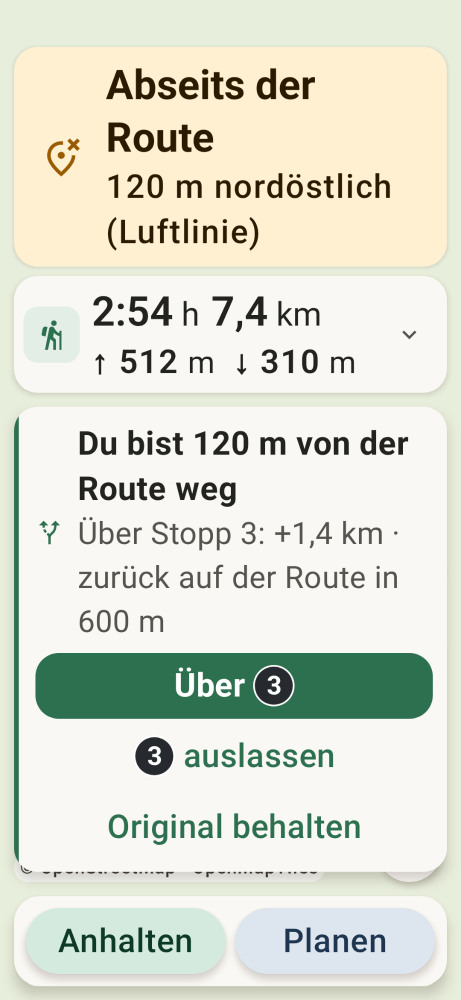 Abseits der
Route
120 m nordöstlich
(Luftlinie)
2:54 h 7,4 km
↑ 512 m ↓ 310 m
Du bist 120 m von der
Route weg
Über Stopp 3: +1,4 km ·
zurück auf der Route in
600 m
Über 3
3 auslassen
Original behalten
© OpenStreetMap OpenMapTiles
Anhalten Planen